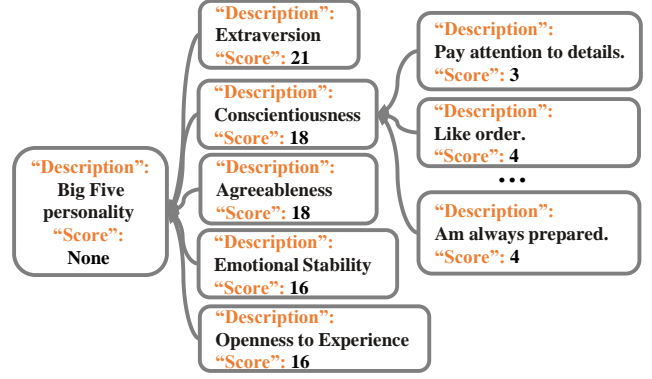 “Description”:
Big Five
personality
“Score”:
None
“Description”:
Extraversion
“Score”: 21
“Description”:
Conscientiousness
“Score”: 18
“Description”:
Agreeableness
“Score”: 18
“Description”:
Emotional Stability
“Score”: 16
“Description”:
Openness to Experience
“Score”: 16
“Description”:
Pay attention to details.
“Score”: 3
“Description”:
Like order.
“Score”: 4
...
“Description”:
Am always prepared.
“Score”: 4